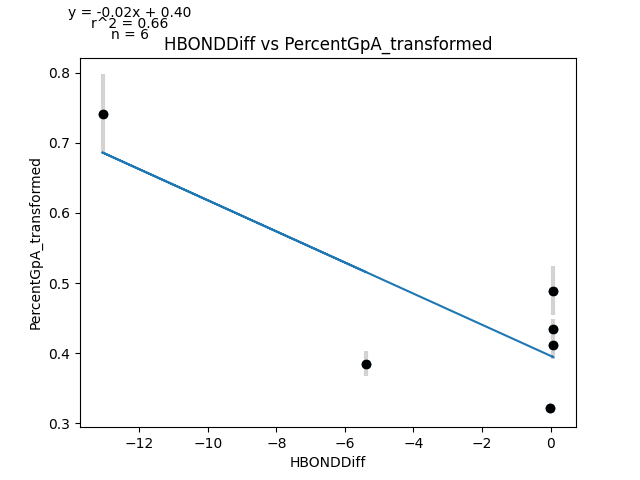 y = -0.02x + 0.40
r^2 = 0.66
n = 6
HBONDDiff vs PercentGpA_transformed
PercentGpA_transformed
0.8
0.7
0.6
0.5
0.4
0.3
−12 −10 −8 −6 −4 −2 0
HBONDDiff